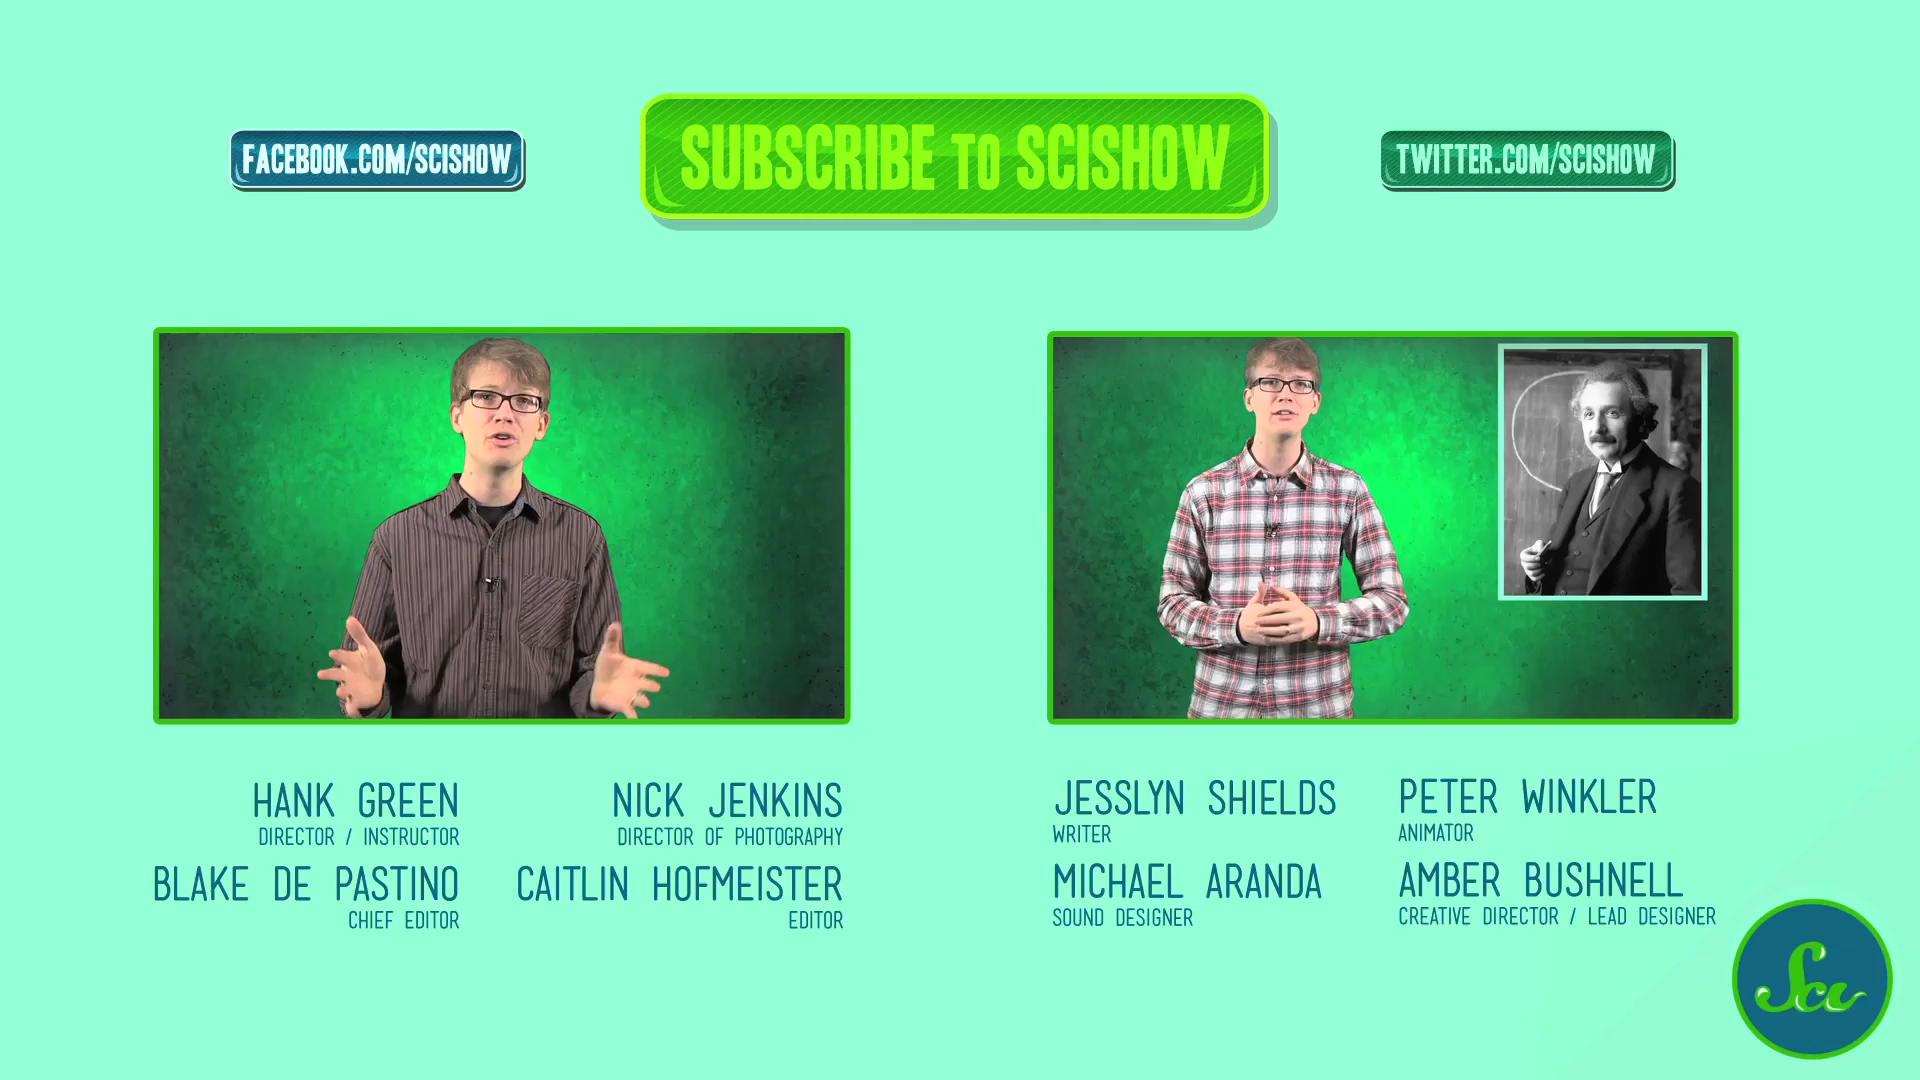 FACEBOOK.COM/SCISHOW
SUBSCRIBE TO SCISHOW
TWITTER.COM/SCISHOW
HANK GREEN
DIRECTOR / INSTRUCTOR
NICK JENKINS
DIRECTOR OF PHOTOGRAPHY
BLAKE DE PASTINO
CHIEF EDITOR
CAITLIN HOFMEISTER
EDITOR
JESSLYN SHIELDS
WRITER
PETER WINKLER
ANIMATOR
MICHAEL ARANDA
SOUND DESIGNER
AMBER BUSHNELL
CREATIVE DIRECTOR / LEAD DESIGNER
Sci